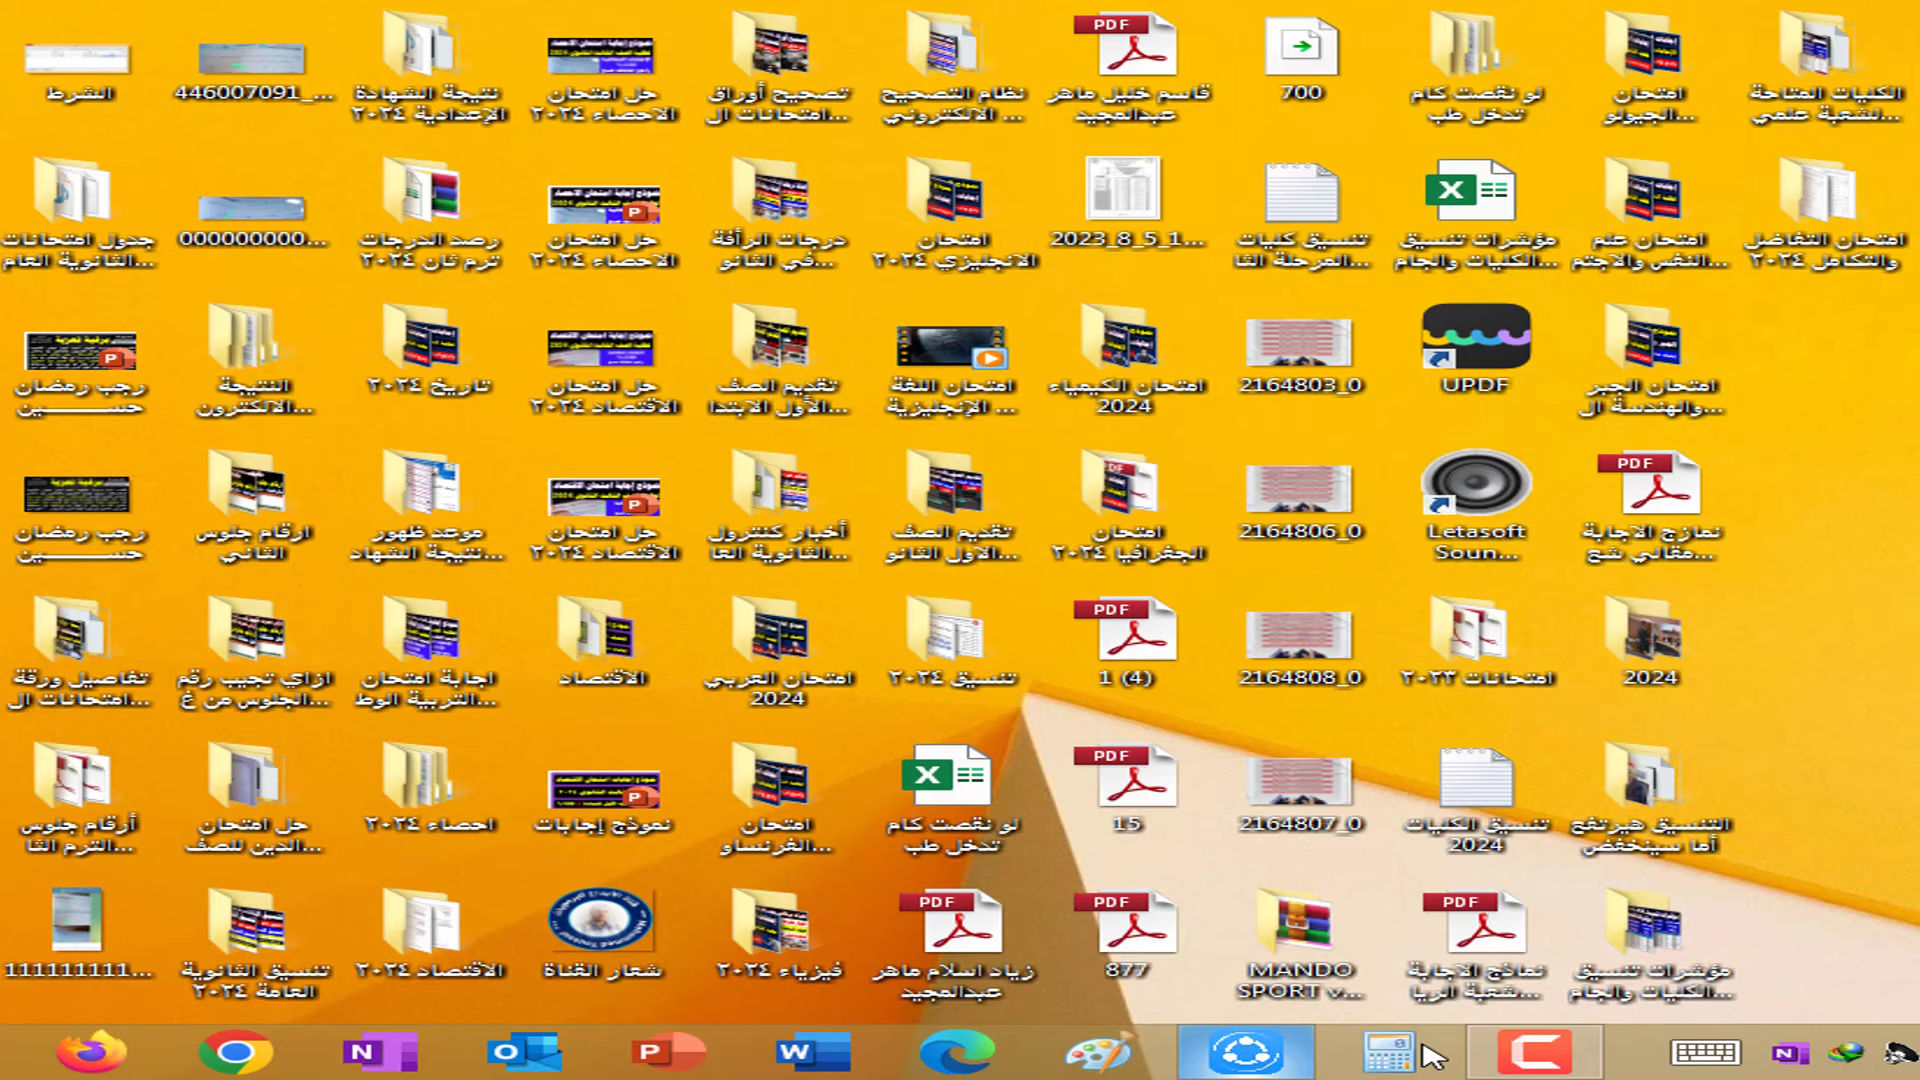 الشرط
446007091_...
نتيجة الشهادة
الإعدادية ٢٠٢٤
حل امتحان
الاحصاء ٢٠٢٤
تصحيح أوراق
امتحانات ال...
نظام التصحيح
الالكتروني ...
قاسم خليل ماهر
عبدالمجيد
700
لو نقصت كام
تدخل طب
امتحان
الجيولو...
الكليات المتاحة
لشعبة علمي...
جدول امتحانات
الثانوية العام...
000000000...
رصد الدرجات
ترم ثان ٢٠٢٤
حل امتحان
الاحصاء ٢٠٢٤
درجات الرأفة
في الثانو...
امتحان
الانجليزي ٢٠٢٤
2023_8_5_1...
تنسيق كليات
المرحلة الثا...
مؤشرات تنسيق
الكليات والجام...
امتحان علم
النفس والاجتم...
امتحان التفاضل
والتكامل ٢٠٢٤
رجب رمضان
حســــــــين
النتيجة
الالكترون...
تاريخ ٢٠٢٤
حل امتحان
الاقتصاد ٢٠٢٤
تقديم الصف
الأول الابتدا...
امتحان اللغة
الإنجليزية ...
امتحان الكيمياء
2024
2164803_0
UPDF
امتحان الجبر
والهندسة ال...
رجب رمضان
حســــــــين
ارقام جلوس
الثاني
موعد ظهور
نتيجة الشهاد...
حل امتحان
الاقتصاد ٢٠٢٤
أخبار كنترول
الثانوية العا...
تقديم الصف
الاول الثانو...
امتحان
الجغرافيا ٢٠٢٤
2164806_0
Letasoft
Soun...
نمازج الاجابة
مقالي شع...
تفاصيل ورقة
امتحانات ال...
ازاي تجيب رقم
الجلوس من غ...
اجابة امتحان
التربية الوط...
الاقتصاد
امتحان العربي
2024
تنسيق ٢٠٢٤
1 (4)
2164808_0
امتحانات ٢٠٢٣
2024
أرقام جلوس
الترم الثا...
حل امتحان
الدين للصف...
احصاء ٢٠٢٤
نموذج إجابات
امتحان
الفرنساو...
لو نقصت كام
تدخل طب
15
2164807_0
تنسيق الكليات
2024
التنسيق هيرتفع
أما سينخفض
111111111...
تنسيق الثانوية
العامة ٢٠٢٤
الاقتصاد ٢٠٢٤
شعار القناة
فيزياء ٢٠٢٤
زياد اسلام ماهر
عبدالمجيد
877
MANDO
SPORT v...
نماذج الاجابة
شعبة الريا...
مؤشرات تنسيق
الكليات والجام...